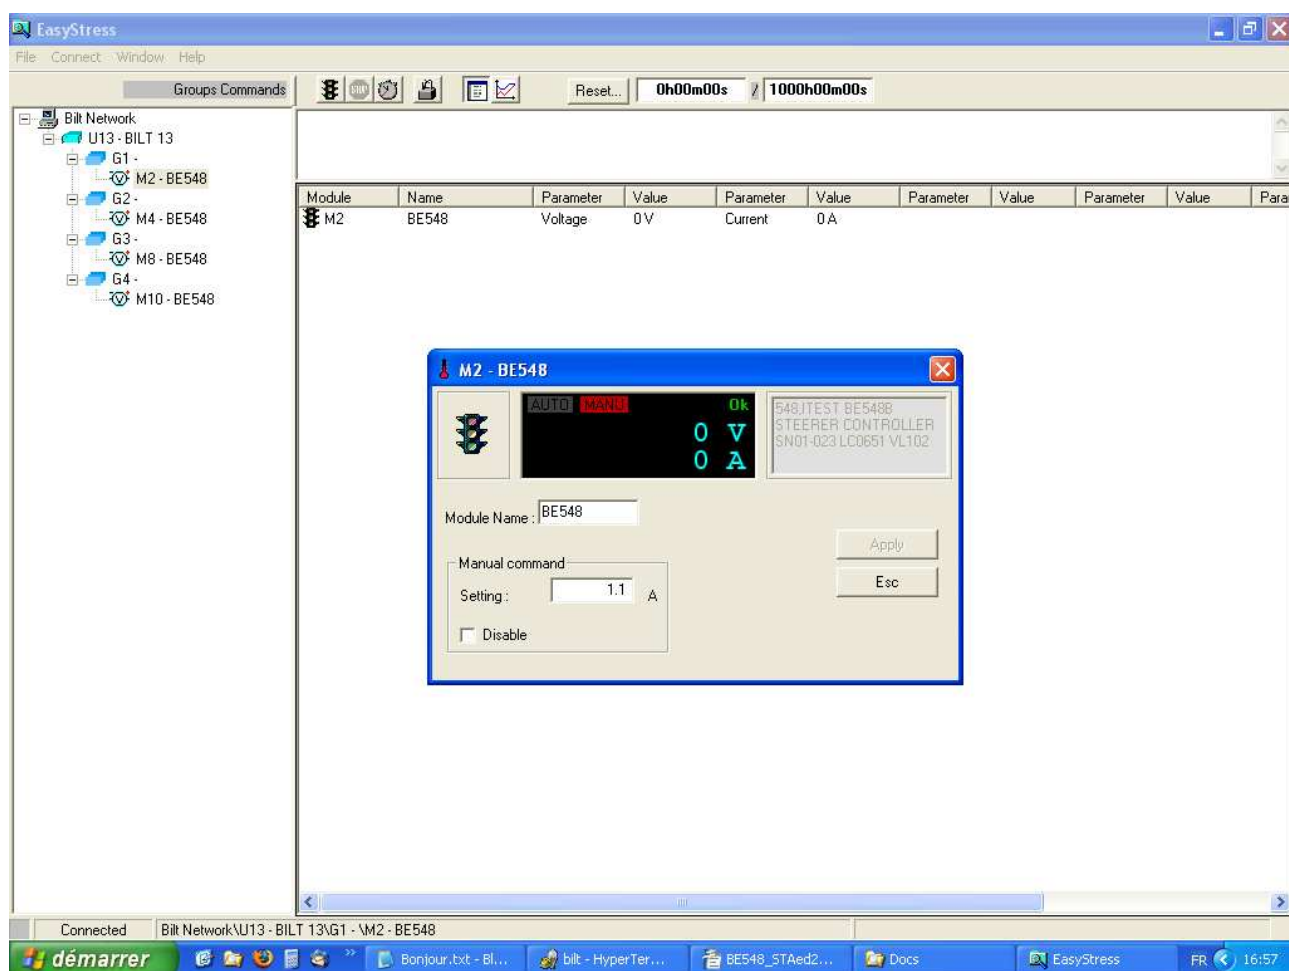 EasyStress
File Connect Window Help
Groups Commands
STOP
Reset...
0h00m00s / 1000h00m00s
Bilt Network
U13 - BILT 13
G1 -
M2 - BE548
G2 -
M4 - BE548
G3 -
M8 - BE548
G4 -
M10 - BE548
Module Name Parameter Value Parameter Value Parameter Value Parameter Value Para
M2 BE548 Voltage 0 V Current 0 A
M2 - BE548
AUTO MANU Ok
0 V
0 A
548,ITEST BE548B
STEERER CONTROLLER
SN01-023 LC0651 VL102
Module Name : BE548
Manual command
Setting : 1.1 A
Disable
Apply
Esc
Connected Bilt Network\U13 - BILT 13\G1 - \M2 - BE548
démarrer Bonjour.txt - Bl... bilt - HyperTer... BE548_STAed2... Docs EasyStress FR 16:57